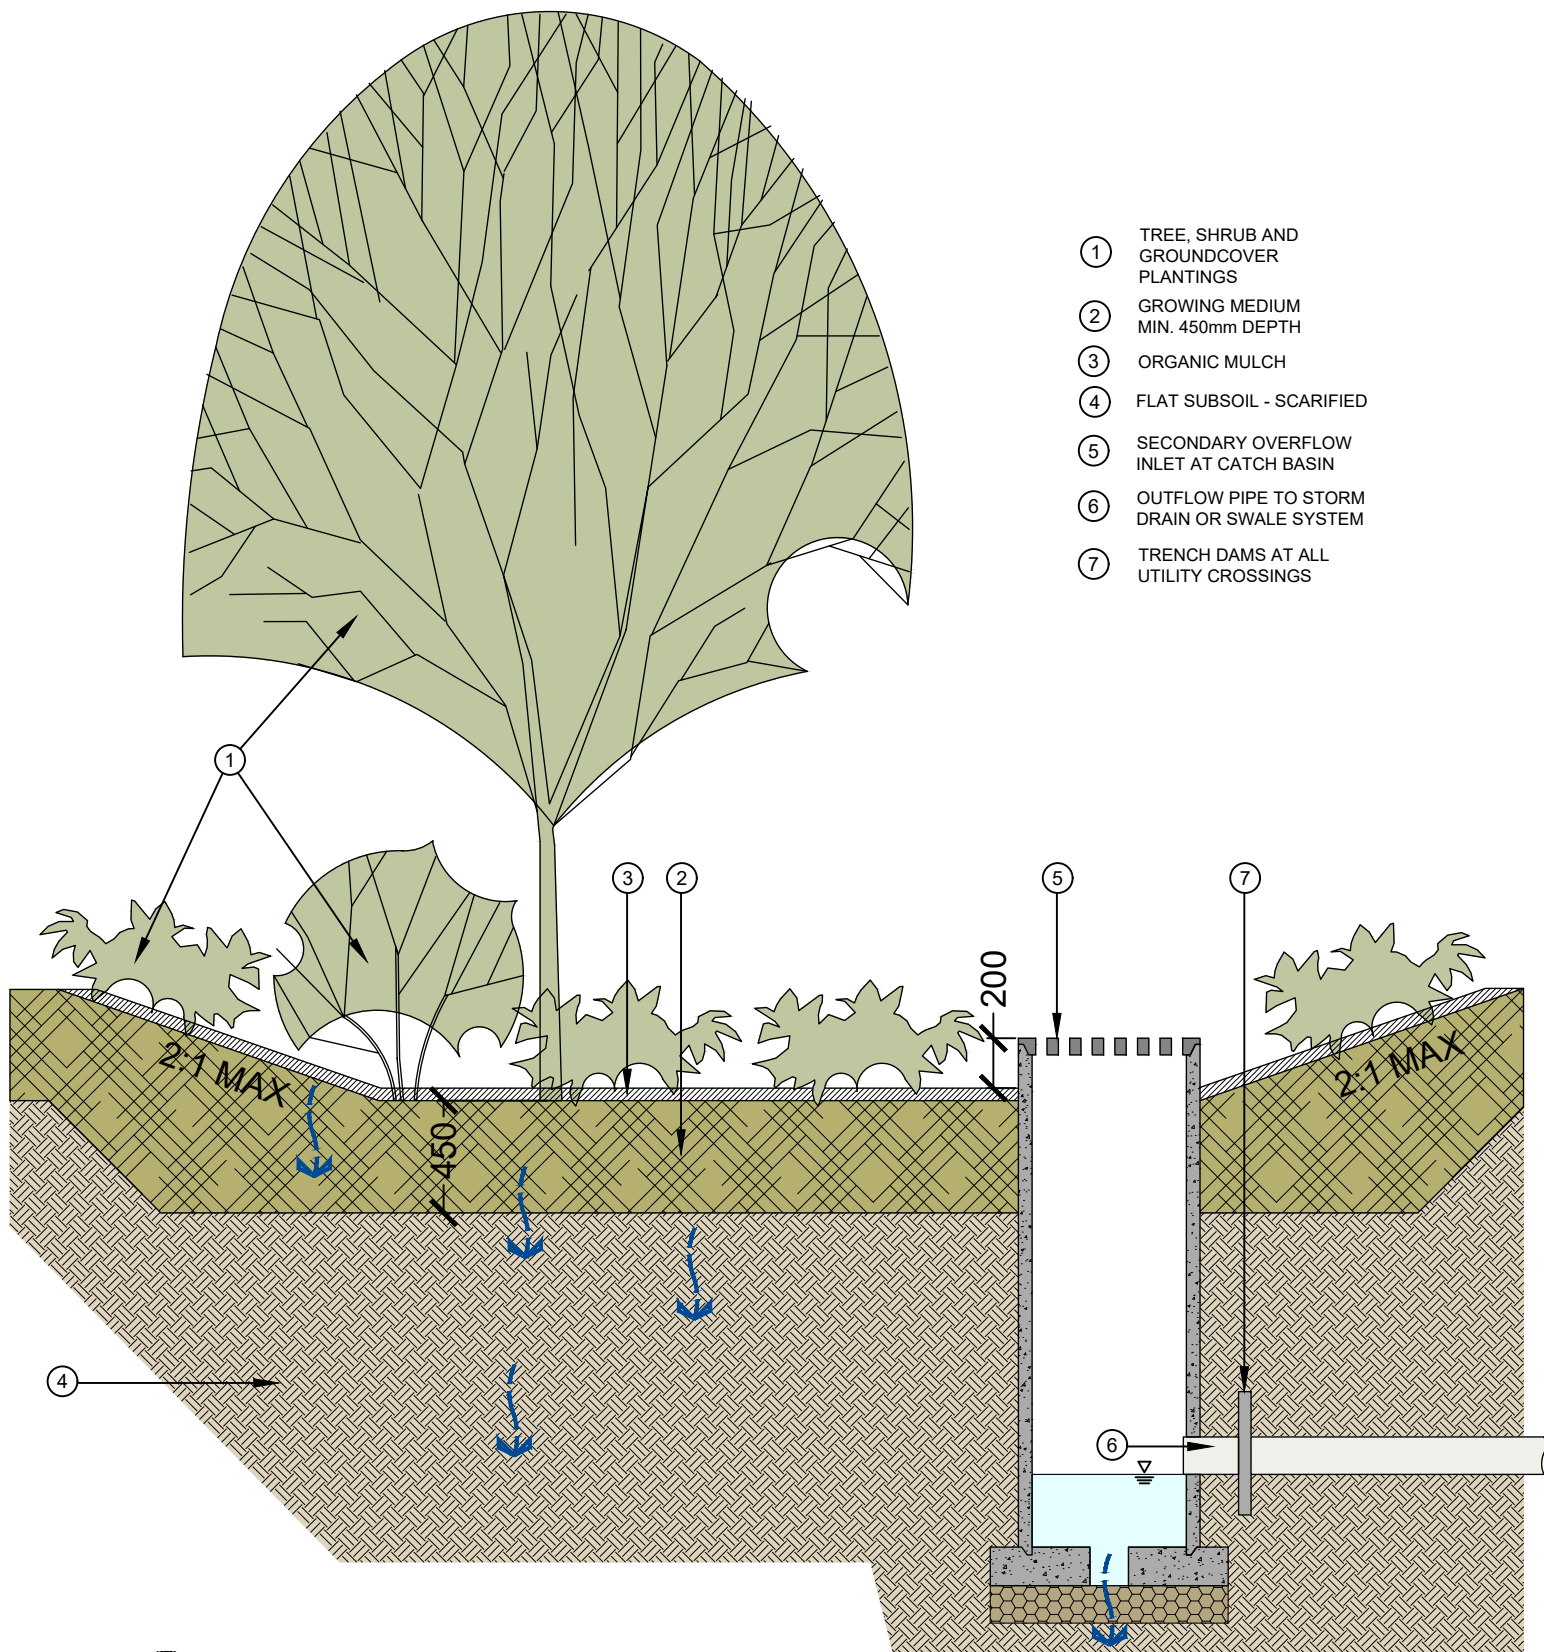 1 TREE, SHRUB AND
GROUNDCOVER
PLANTINGS
2 GROWING MEDIUM
MIN. 450mm DEPTH
3 ORGANIC MULCH
4 FLAT SUBSOIL - SCARIFIED
5 SECONDARY OVERFLOW
INLET AT CATCH BASIN
6 OUTFLOW PIPE TO STORM
DRAIN OR SWALE SYSTEM
7 TRENCH DAMS AT ALL
UTILITY CROSSINGS
1
3
2
5
7
200
2:1 MAX
2:1 MAX
450
4
6